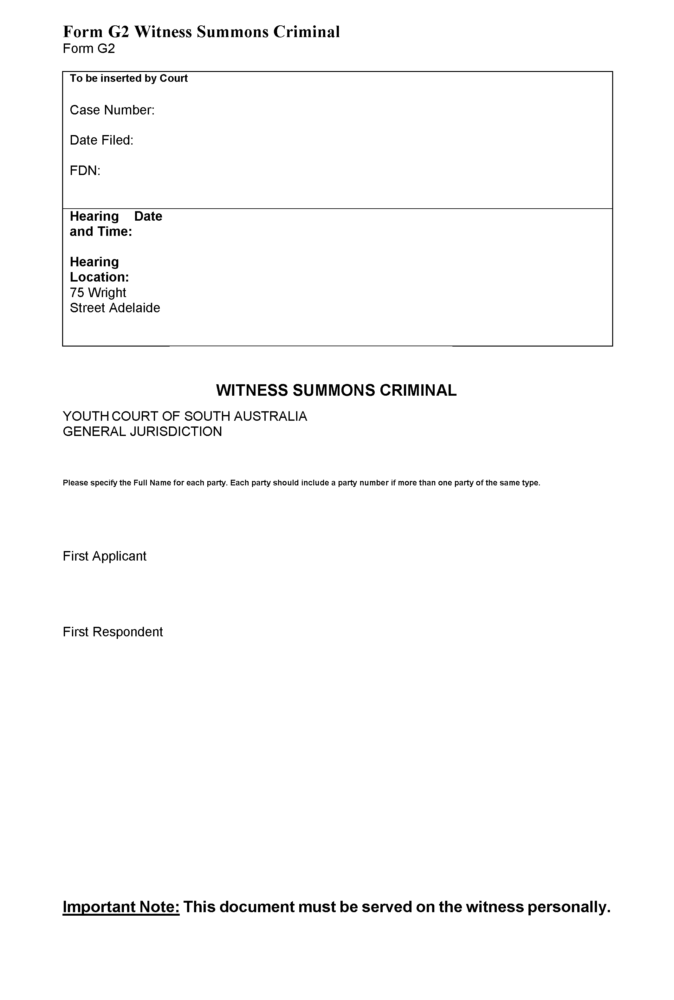 Form G2 Witness Summons Criminal
Form G2
To be inserted by Court
Case Number:
Date Filed:
FDN:
Hearing Date
and Time:
Hearing
Location:
75 Wright
Street Adelaide
WITNESS SUMMONS CRIMINAL
YOUTH COURT OF SOUTH AUSTRALIA
GENERAL JURISDICTION
Please specify the Full Name for each party. Each party should include a party number if more than one party of the same type.
First Applicant
First Respondent
Important Note: This document must be served on the witness personally.